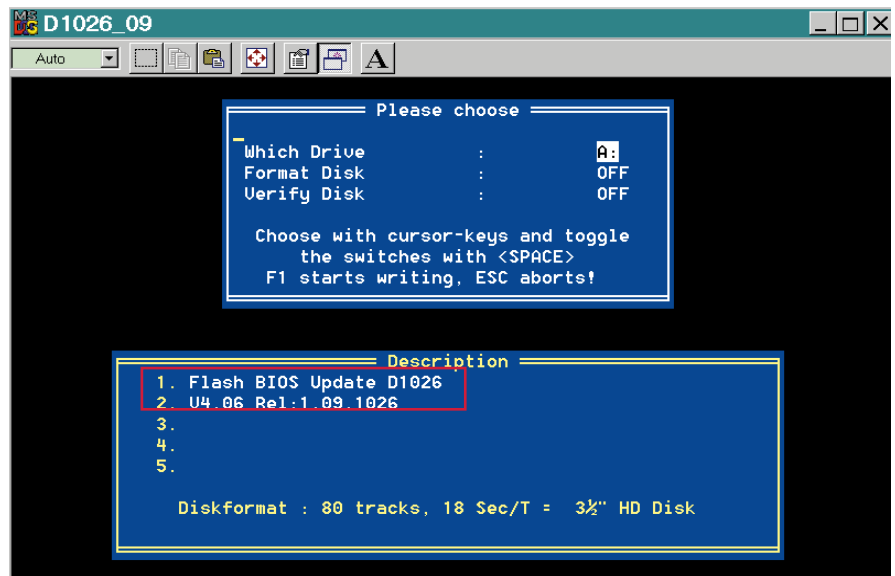 MS DS D1026_09
Auto
A
Please choose
Which Drive : A:
Format Disk : OFF
Verify Disk : OFF
Choose with cursor-keys and toggle
the switches with <SPACE>
F1 starts writing, ESC aborts!
Description
1. Flash BIOS Update D1026
2. V4.06 Rel:1.09.1026
3.
4.
5.
Diskformat : 80 tracks, 18 Sec/T = 3½" HD Disk